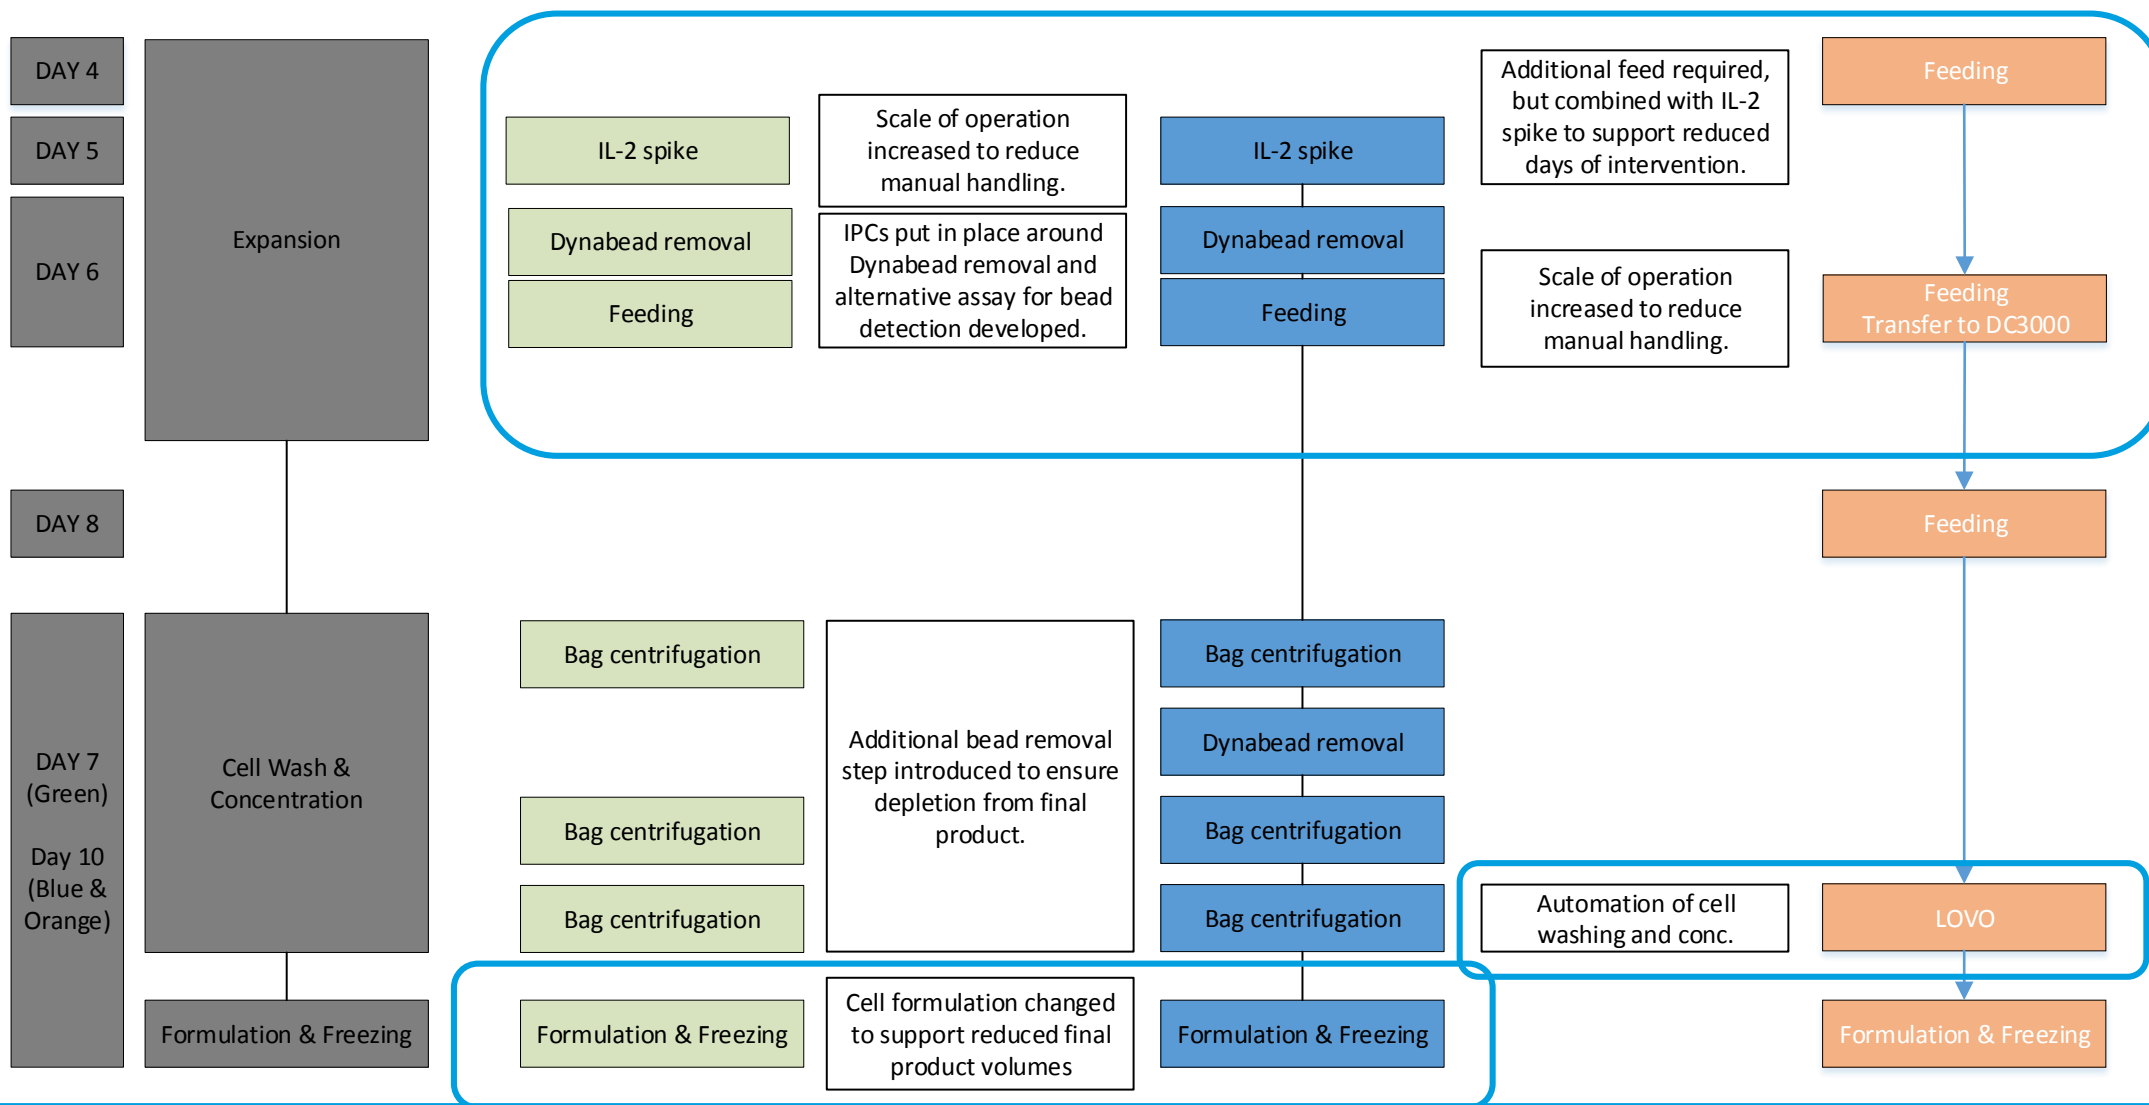 DAY 4
DAY 5
DAY 6
DAY 8
DAY 7
(Green)
Day 10
(Blue &
Orange)
Expansion
Cell Wash &
Concentration
Formulation & Freezing
IL-2 spike
Dynabead removal
Feeding
Bag centrifugation
Bag centrifugation
Bag centrifugation
Formulation & Freezing
Scale of operation
increased to reduce
manual handling.
IPCs put in place around
Dynabead removal and
alternative assay for bead
detection developed.
Additional bead removal
step introduced to ensure
depletion from final
product.
Cell formulation changed
to support reduced final
product volumes
IL-2 spike
Dynabead removal
Feeding
Bag centrifugation
Dynabead removal
Bag centrifugation
Bag centrifugation
Formulation & Freezing
Additional feed required,
but combined with IL-2
spike to support reduced
days of intervention.
Scale of operation
increased to reduce
manual handling.
Automation of cell
washing and conc.
Feeding
Feeding
Transfer to DC3000
Feeding
LOVO
Formulation & Freezing